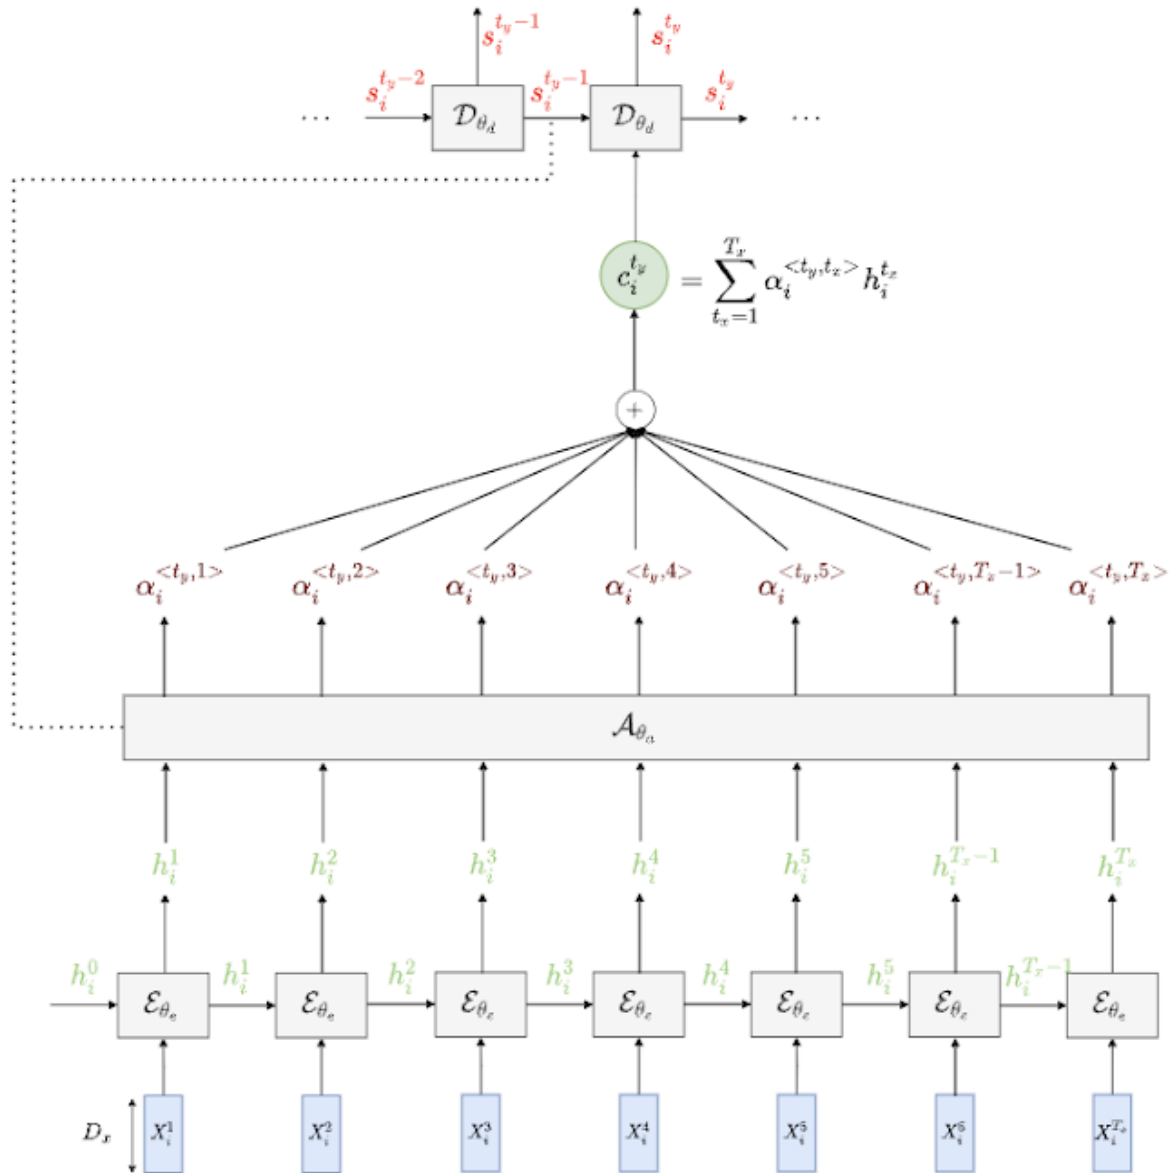 s_i^{t_y-1} s_i^{t_y}
... s_i^{t_y-2} D_{θ_d} s_i^{t_y-1} D_{θ_d} s_i^{t_y} ...
c_i^{t_y} = ∑_{t_x=1}^{T_x} α_i^{<t_y,t_x>} h_i^{t_x}
+
α_i^{<t_y,1>} α_i^{<t_y,2>} α_i^{<t_y,3>} α_i^{<t_y,4>} α_i^{<t_y,5>} α_i^{<t_y,T_x-1>} α_i^{<t_y,T_x>}
A_{θ_a}
h_i^1 h_i^2 h_i^3 h_i^4 h_i^5 h_i^{T_x-1} h_i^{T_x}
h_i^0 h_i^1 h_i^2 h_i^3 h_i^4 h_i^5 h_i^{T_x-1}
ℰ_{θ_e} ℰ_{θ_e} ℰ_{θ_e} ℰ_{θ_e} ℰ_{θ_e} ℰ_{θ_e} ℰ_{θ_e}
D_x X_i^1 X_i^2 X_i^3 X_i^4 X_i^5 X_i^6 X_i^{T_x}